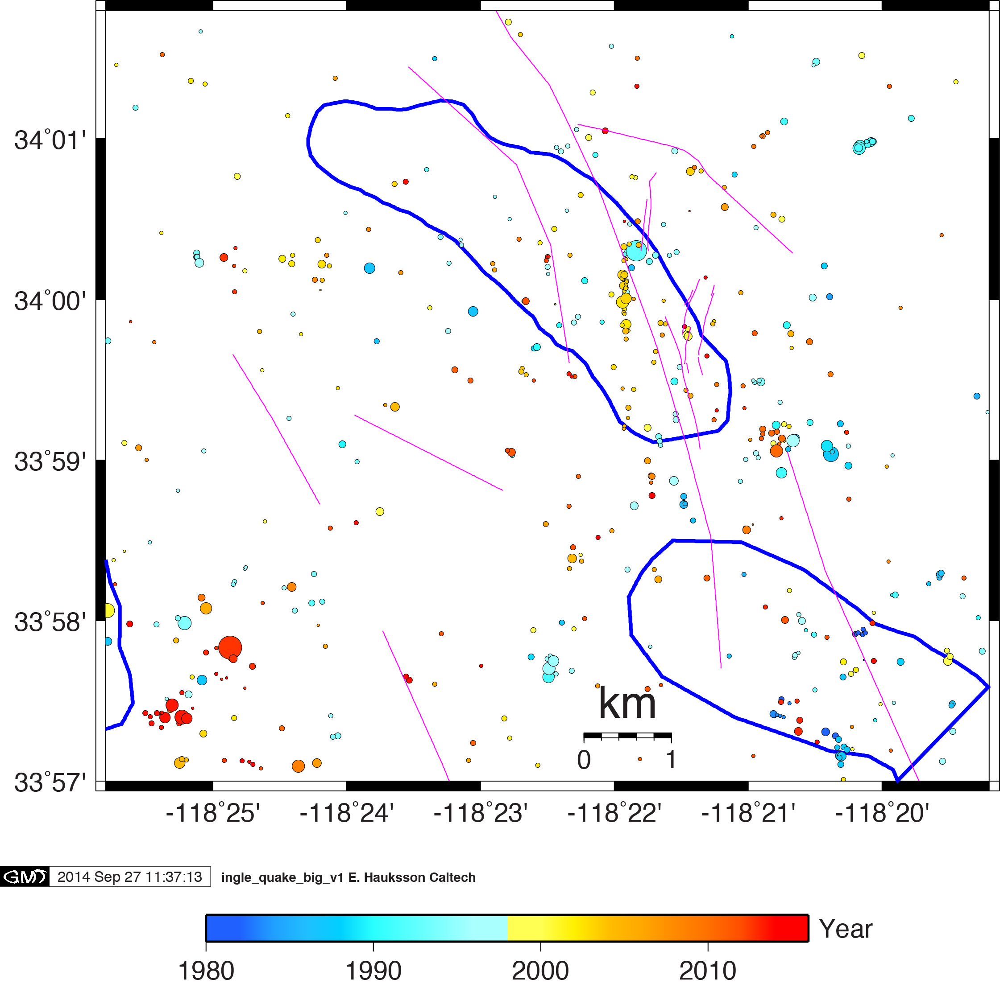 34°01'
34°00'
33°59'
33°58'
33°57'
km
0 1
-118°25' -118°24' -118°23' -118°22' -118°21' -118°20'
GMT 2014 Sep 27 11:37:13 ingle_quake_big_v1 E. Hauksson Caltech
Year
1980 1990 2000 2010